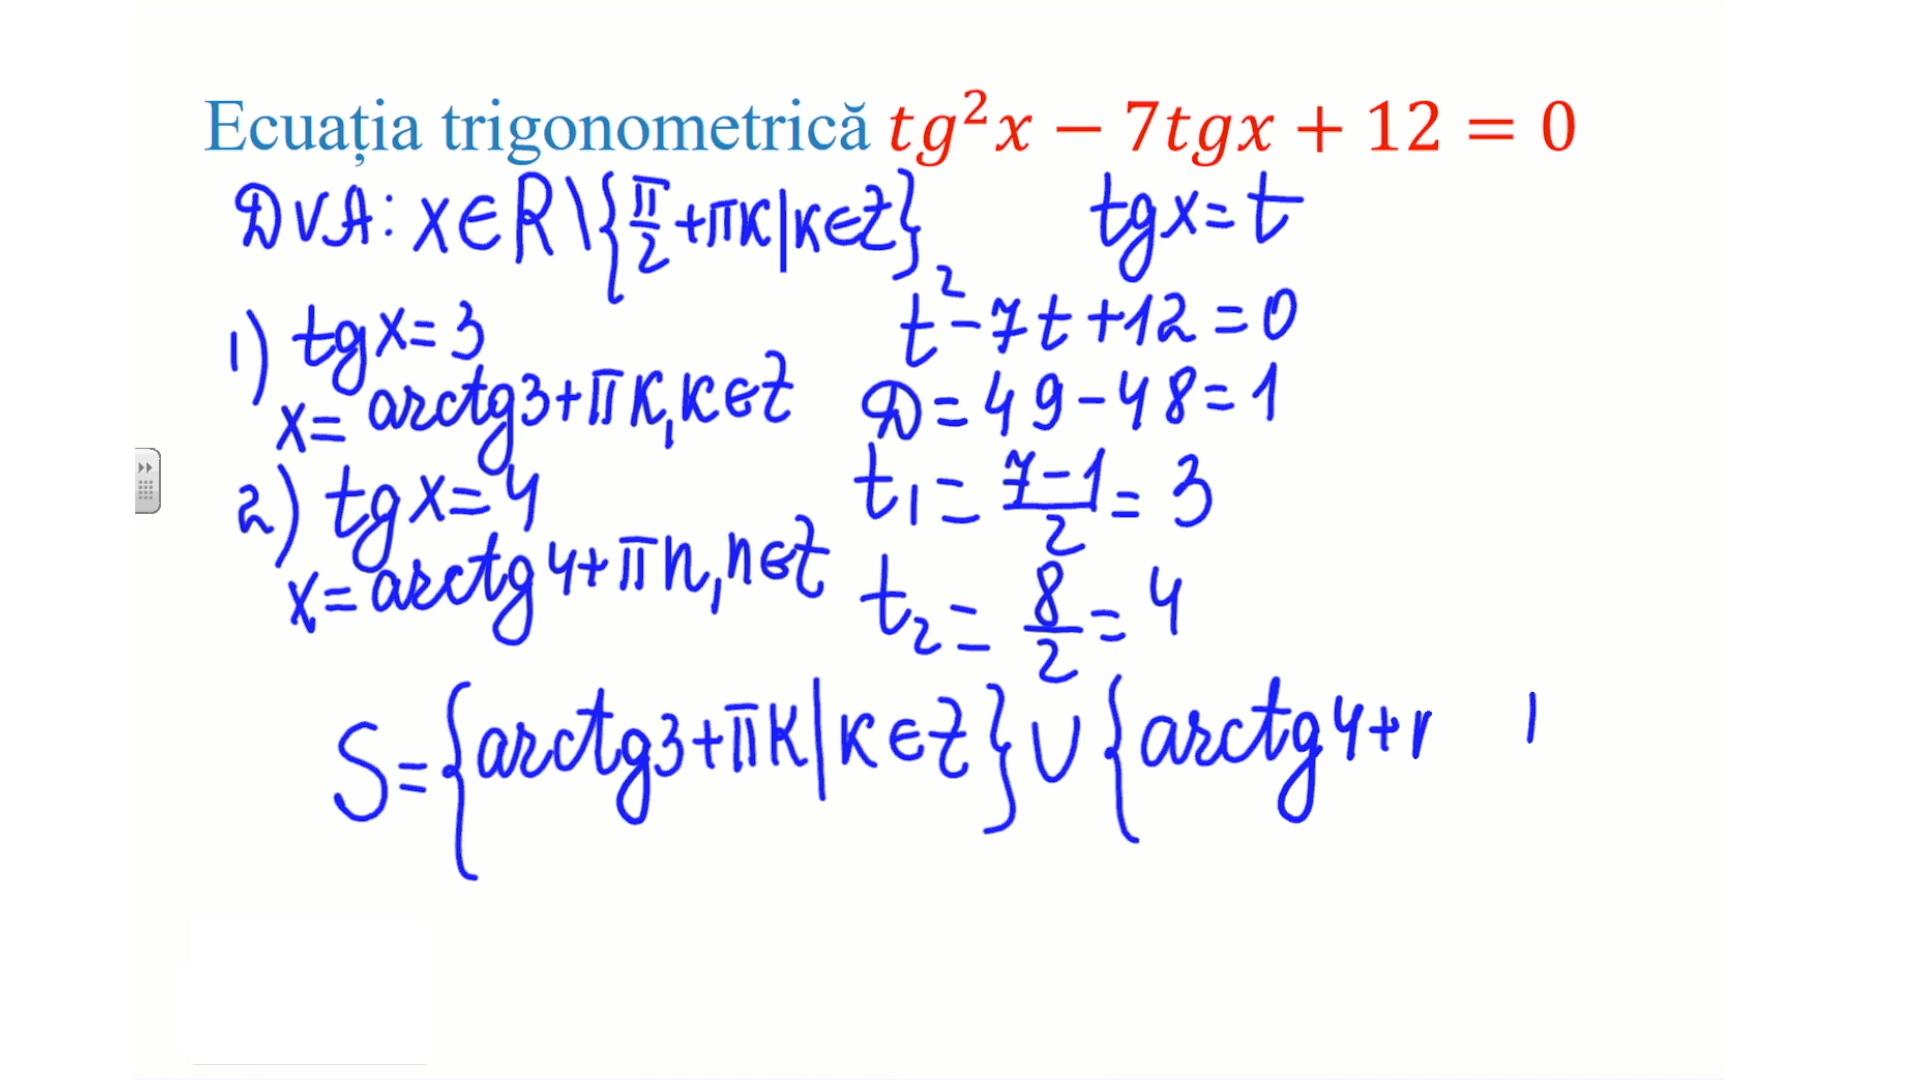 Ecuația trigonometrică tg²x − 7tgx + 12 = 0
DVA: x∈R\{π/2+πk|k∈Z}
tgx=t
t²-7t+12=0
D=49-48=1
t₁=(7-1)/2=3
t₂=8/2=4
1) tgx=3
x=arctg3+πk,k∈Z
2) tgx=4
x=arctg4+πn,n∈Z
S={arctg3+πk|k∈Z}∪{arctg4+